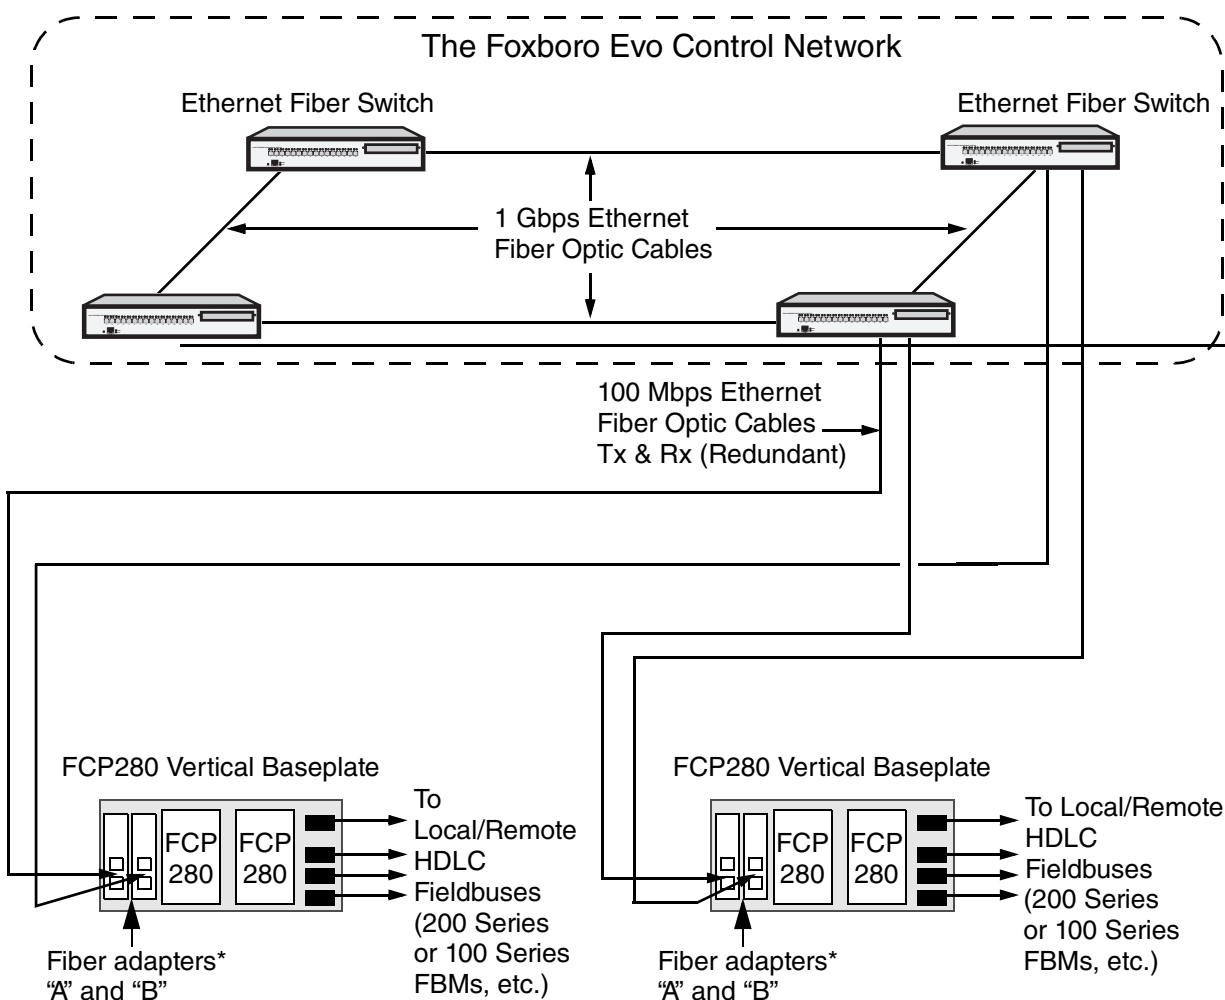 The Foxboro Evo Control Network
Ethernet Fiber Switch
Ethernet Fiber Switch
1 Gbps Ethernet
Fiber Optic Cables
100 Mbps Ethernet
Fiber Optic Cables
Tx & Rx (Redundant)
FCP280 Vertical Baseplate
FCP
280
FCP
280
To
Local/Remote
HDLC
Fieldbuses
(200 Series
or 100 Series
FBMs, etc.)
Fiber adapters*
“A” and “B”
FCP280 Vertical Baseplate
FCP
280
FCP
280
To Local/Remote
HDLC
Fieldbuses
(200 Series
or 100 Series
FBMs, etc.)
Fiber adapters*
“A” and “B”